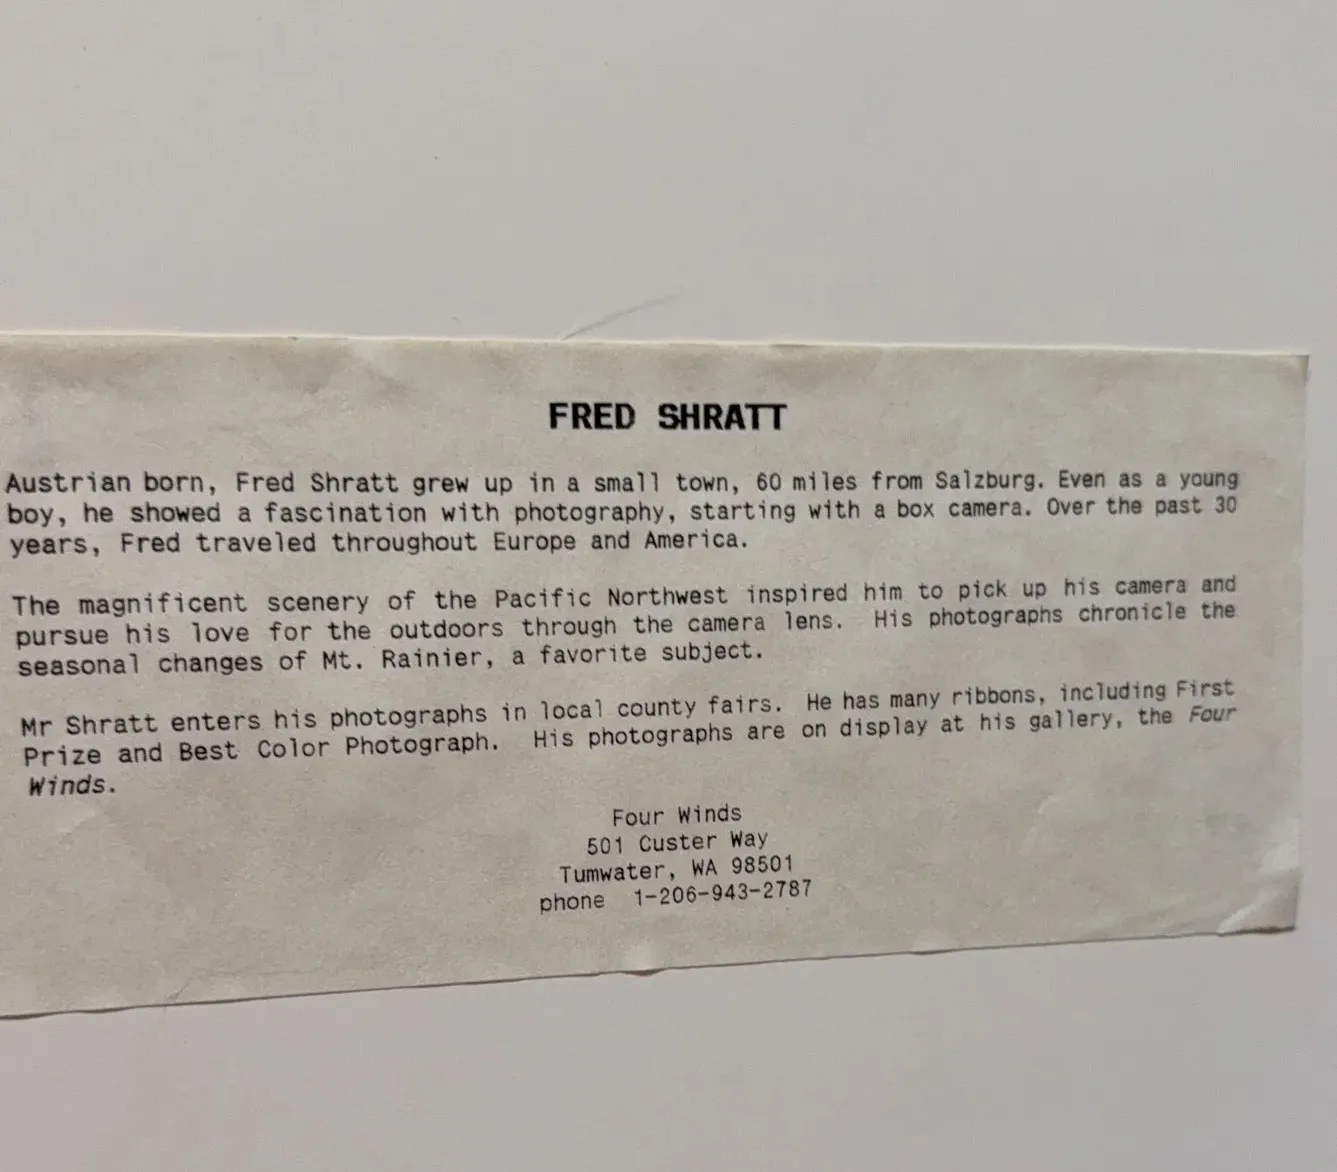 FRED SHRATT
Austrian born, Fred Shratt grew up in a small town, 60 miles from Salzburg. Even as a young
boy, he showed a fascination with photography, starting with a box camera. Over the past 30
years, Fred traveled throughout Europe and America.
The magnificent scenery of the Pacific Northwest inspired him to pick up his camera and
pursue his love for the outdoors through the camera lens. His photographs chronicle the
seasonal changes of Mt. Rainier, a favorite subject.
Mr Shratt enters his photographs in local county fairs. He has many ribbons, including First
Prize and Best Color Photograph. His photographs are on display at his gallery, the Four
Winds.
Four Winds
501 Custer Way
Tumwater, WA 98501
phone 1-206-943-2787